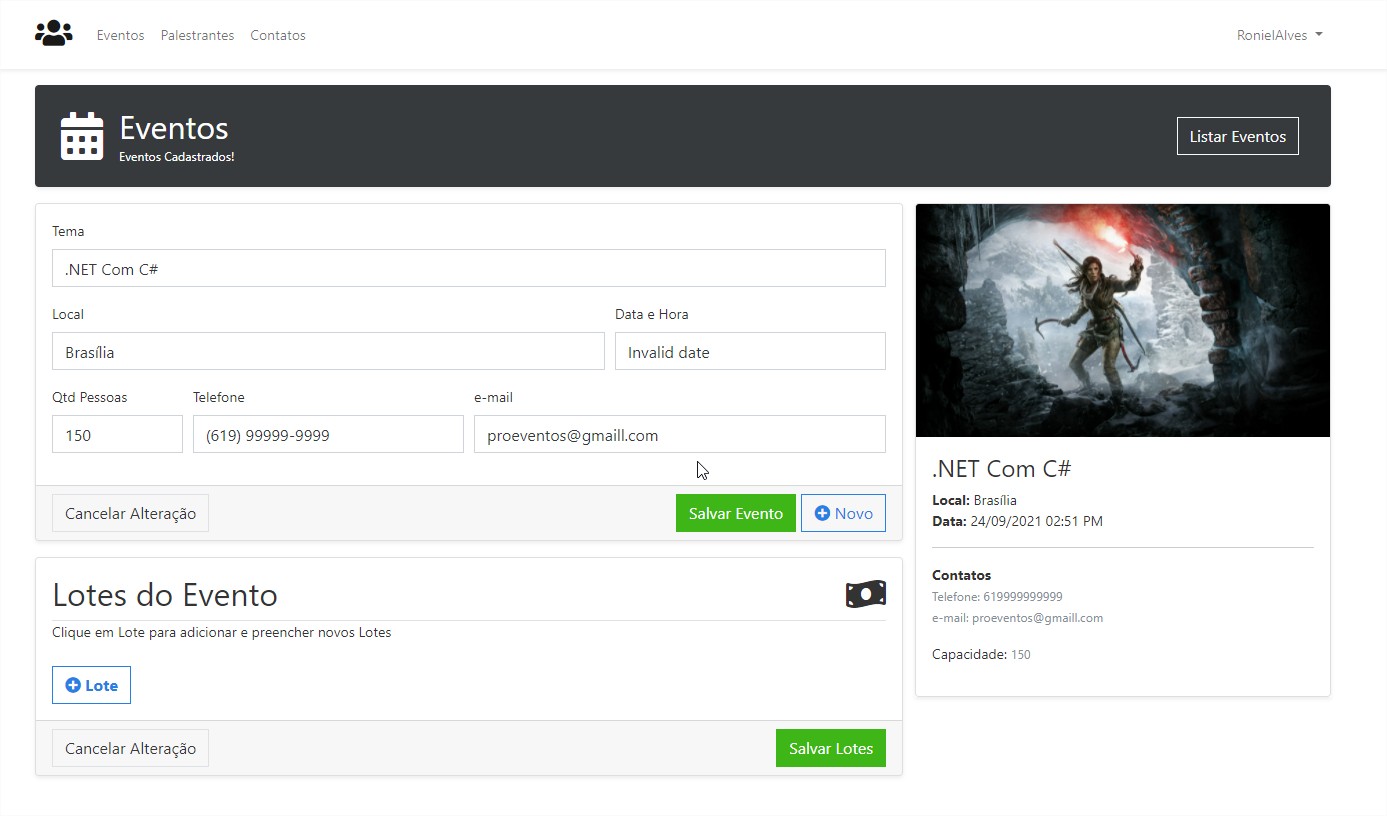 Eventos Palestrantes Contatos RonielAlves
Eventos
Eventos Cadastrados!
Listar Eventos
Tema
.NET Com C#
Local Data e Hora
Brasília Invalid date
Qtd Pessoas Telefone e-mail
150 (619) 99999-9999 proeventos@gmaill.com
Cancelar Alteração Salvar Evento Novo
Lotes do Evento
Clique em Lote para adicionar e preencher novos Lotes
Lote
Cancelar Alteração Salvar Lotes
.NET Com C#
Local: Brasília
Data: 24/09/2021 02:51 PM
Contatos
Telefone: 619999999999
e-mail: proeventos@gmaill.com
Capacidade: 150